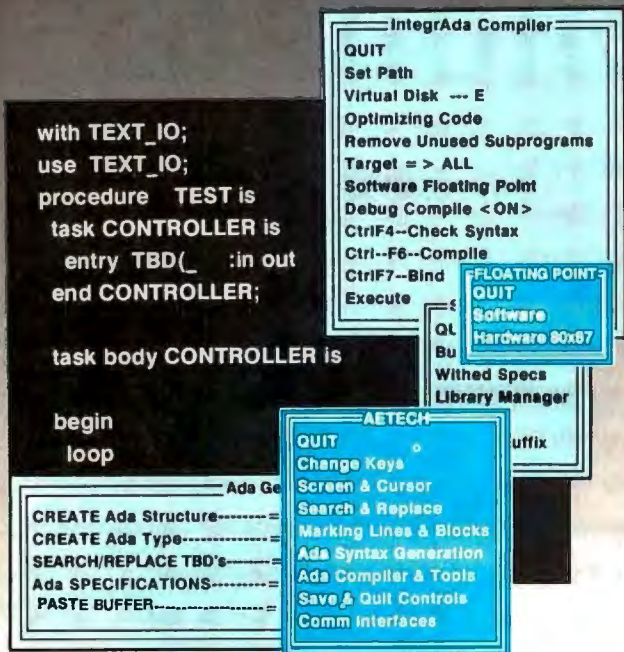 IntegrAda Compiler
QUIT
Set Path
Virtual Disk --- E
Optimizing Code
Remove Unused Subprograms
Target = > ALL
Software Floating Point
Debug Compile <ON>
CtrlF4--Check Syntax
Ctrl--F6--Compile
CtrlF7--Bind
Execute
FLOATING POINT
QUIT
Software
Hardware 80x87
Withed Specs
Library Manager
uffix
with TEXT_IO;
use TEXT_IO;
procedure TEST is
task CONTROLLER is
entry TBD(_ :in out
end CONTROLLER;
task body CONTROLLER is
begin
loop
Ada Ge
CREATE Ada Structure--------=
CREATE Ada Type--------------=
SEARCH/REPLACE TBD's-------=
Ada SPECIFICATIONS---------=
PASTE BUFFER--------------------=
AETECH
QUIT
Change Keys
Screen & Cursor
Search & Replace
Marking Lines & Blocks
Ada Syntax Generation
Ada Compiler & Tools
Save & Quit Controls
Comm Interfaces